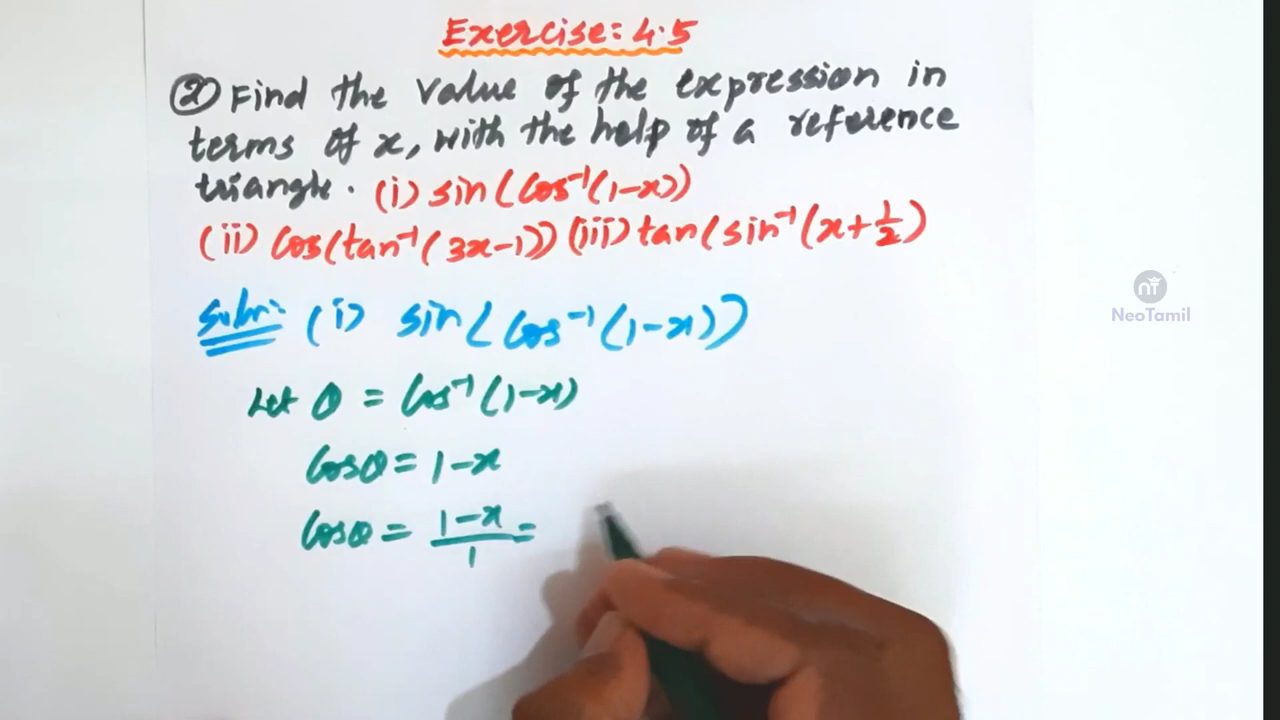 Exercise: 4.5
② Find the value of the expression in
terms of x, with the help of a reference
triangle. (i) sin(cos⁻¹(1-x))
(ii) cos(tan⁻¹(3x-1)) (iii) tan(sin⁻¹(x+1/2)
Soln: (i) sin(cos⁻¹(1-x))
Let θ = cos⁻¹(1-x)
cosθ = 1-x
cosθ = (1-x)/1 =
NT
NeoTamil